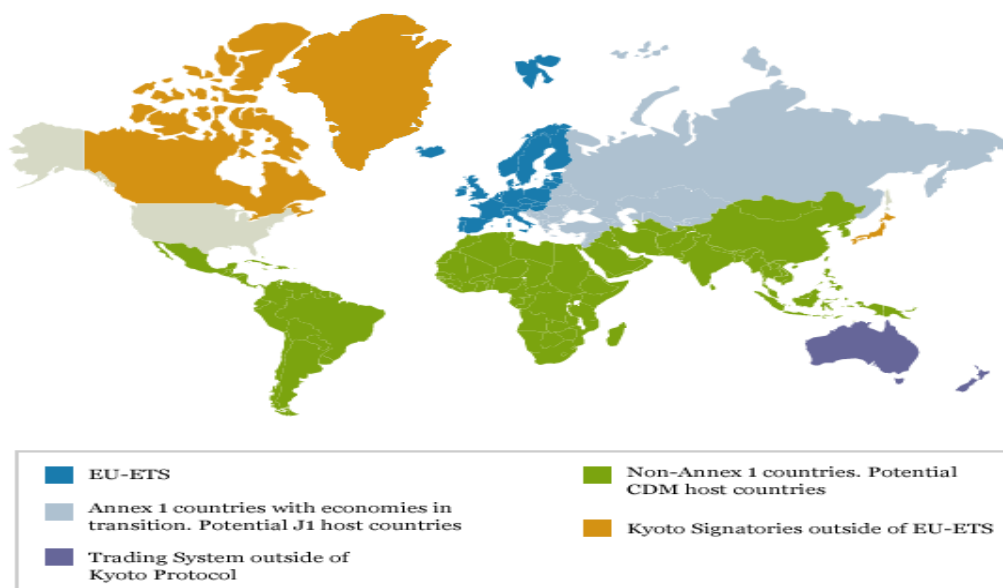 EU-ETS
Annex 1 countries with economies in
transition. Potential J1 host countries
Trading System outside of
Kyoto Protocol
Non-Annex 1 countries. Potential
CDM host countries
Kyoto Signatories outside of EU-ETS